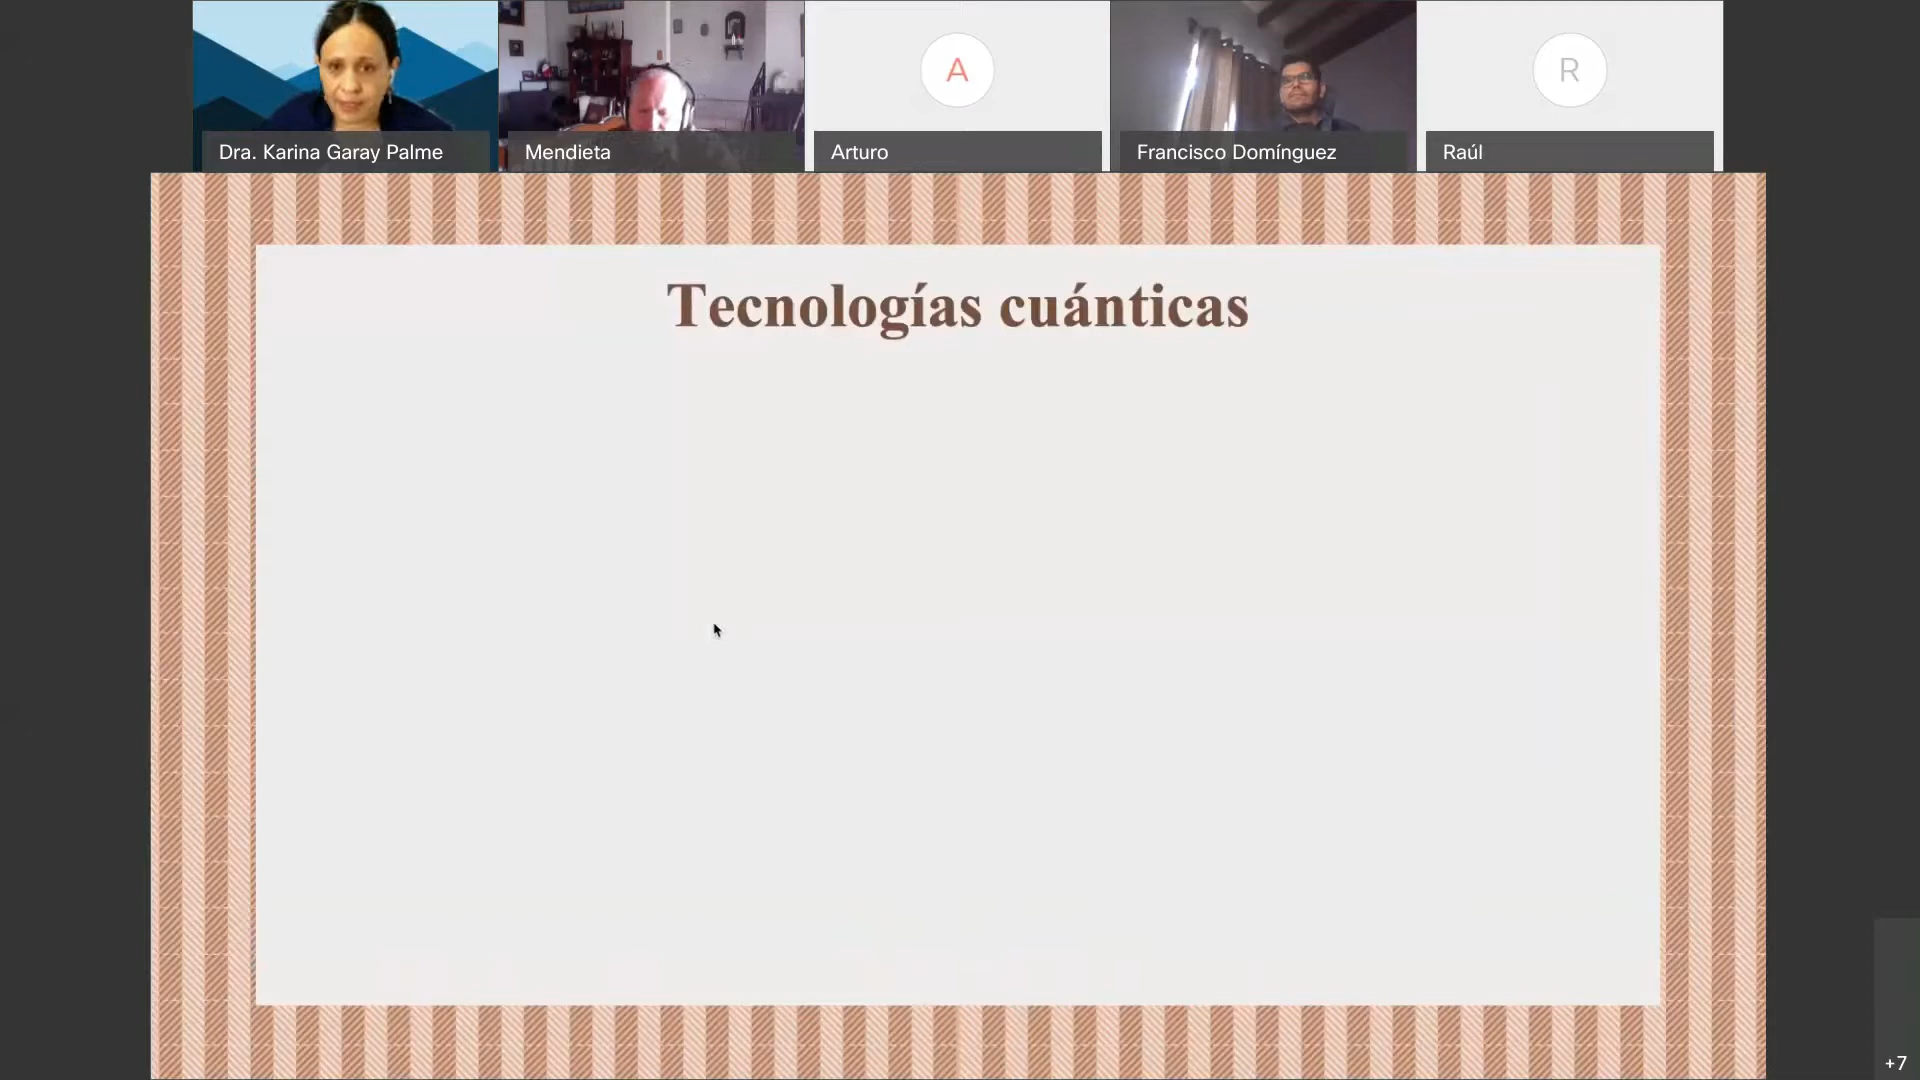 Dra. Karina Garay Palme
Mendieta
A
Arturo
Francisco Domínguez
R
Raúl
Tecnologías cuánticas
+7